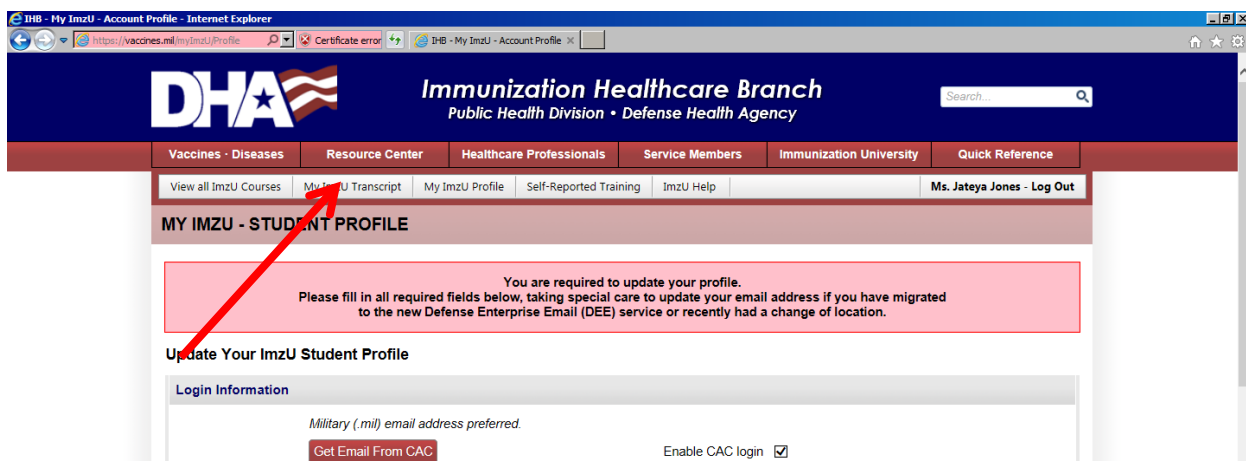 IHB - My ImzU - Account Profile - Internet Explorer
https://vaccines.mil/myImzU/Profile Certificate error IHB - My ImzU - Account Profile
DHA
Immunization Healthcare Branch
Public Health Division • Defense Health Agency
Search...
Vaccines · Diseases Resource Center Healthcare Professionals Service Members Immunization University Quick Reference
View all ImzU Courses My ImzU Transcript My ImzU Profile Self-Reported Training ImzU Help Ms. Jateya Jones - Log Out
MY IMZU - STUDENT PROFILE
You are required to update your profile.
Please fill in all required fields below, taking special care to update your email address if you have migrated
to the new Defense Enterprise Email (DEE) service or recently had a change of location.
Update Your ImzU Student Profile
Login Information
Military (.mil) email address preferred.
Get Email From CAC Enable CAC login